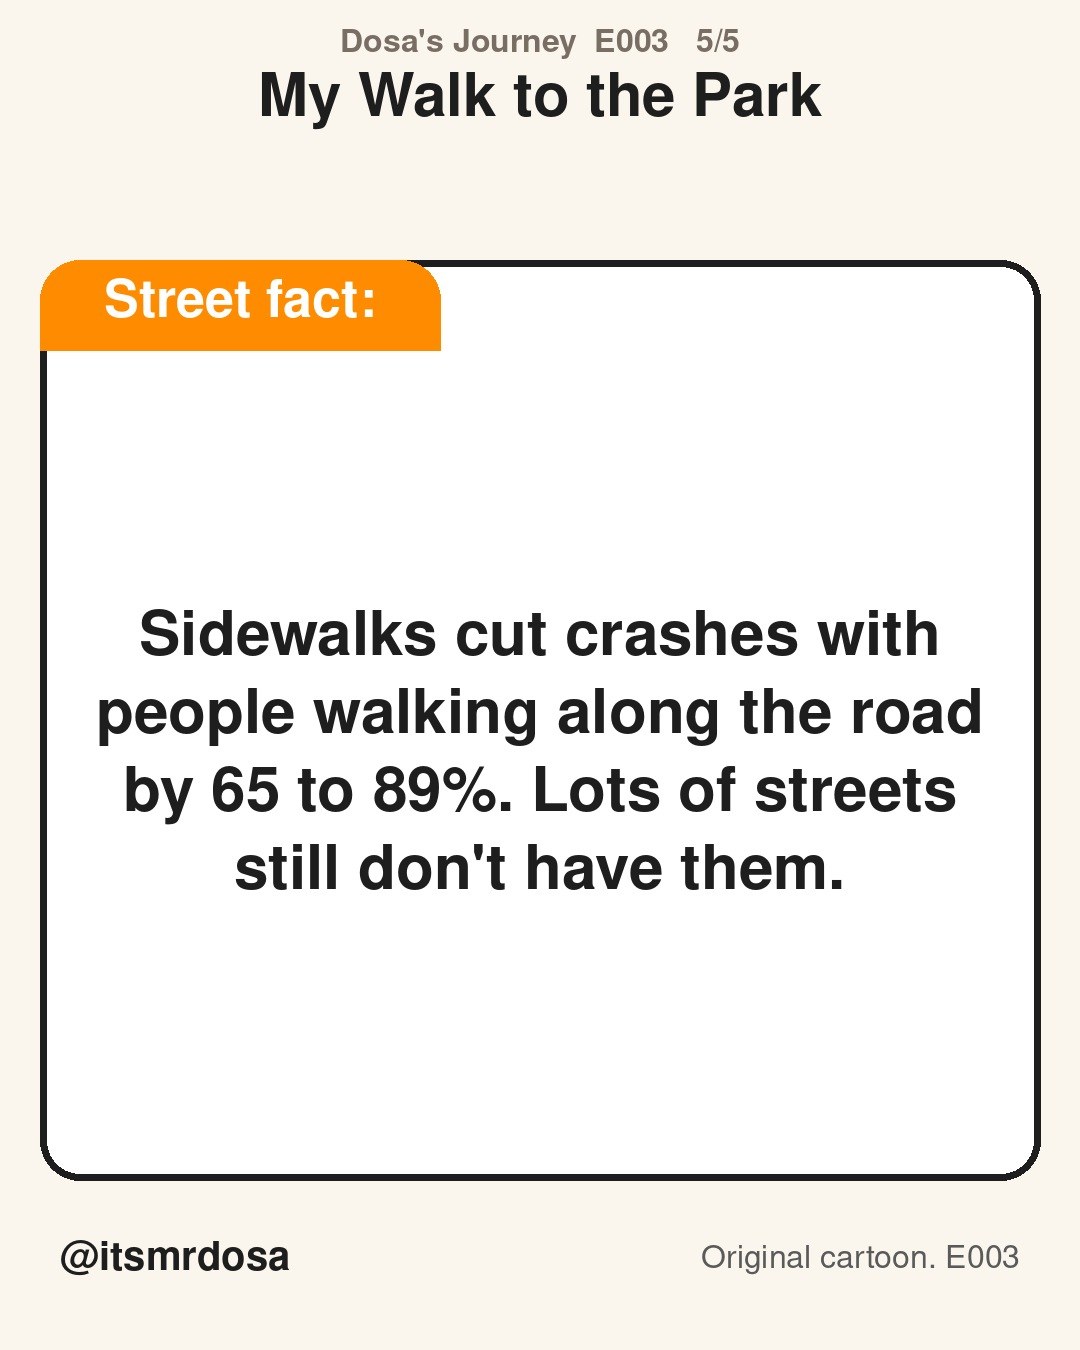 Dosa's Journey  E003   5/5
My Walk to the Park
Street fact:
Sidewalks cut crashes with
people walking along the road
by 65 to 89%. Lots of streets
still don't have them.
@itsmrdosa
Original cartoon. E003